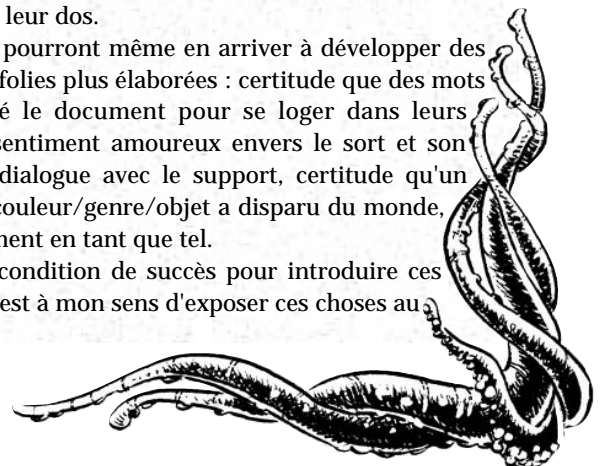 leur dos.
pourront même en arriver à développer des
folies plus élaborées : certitude que des mots
é le document pour se loger dans leurs
sentiment amoureux envers le sort et son
dialogue avec le support, certitude qu'un
couleur/genre/objet a disparu du monde,
ment en tant que tel.
condition de succès pour introduire ces
est à mon sens d'exposer ces choses au